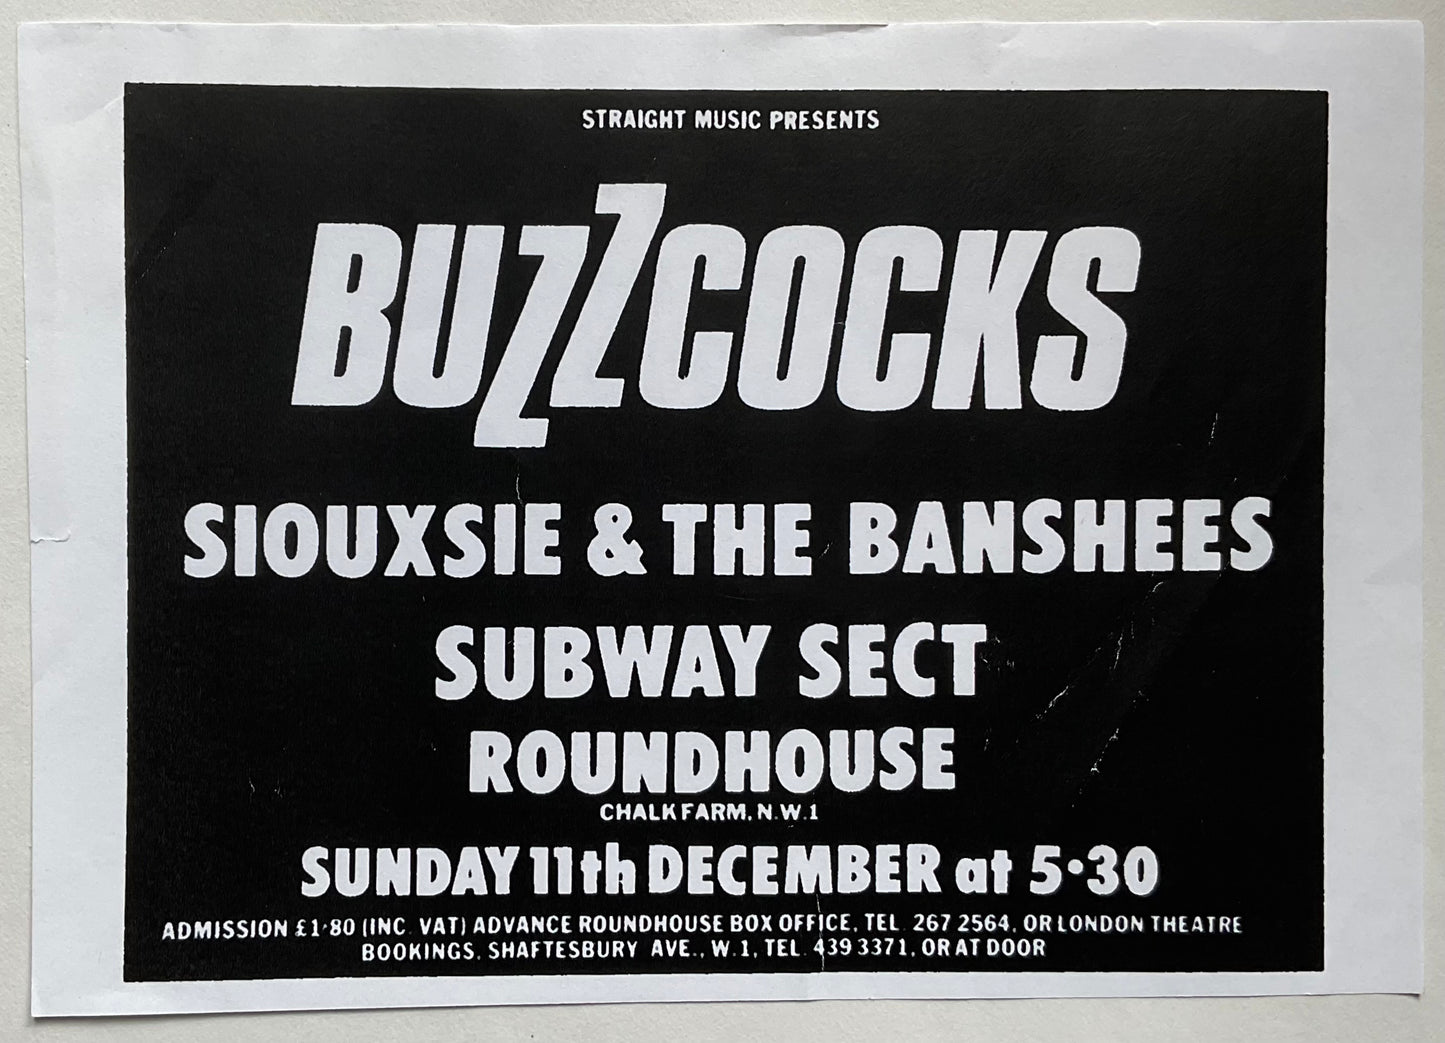 STRAIGHT MUSIC PRESENTS
BUZZCOCKS
SIOUXSIE & THE BANSHEES
SUBWAY SECT
ROUNDHOUSE
CHALK FARM, N.W.1
SUNDAY 11th DECEMBER at 5·30
ADMISSION £1·80 (INC. VAT) ADVANCE ROUNDHOUSE BOX OFFICE, TEL. 267 2564, OR LONDON THEATRE
BOOKINGS, SHAFTESBURY AVE., W.1, TEL. 439 3371, OR AT DOOR